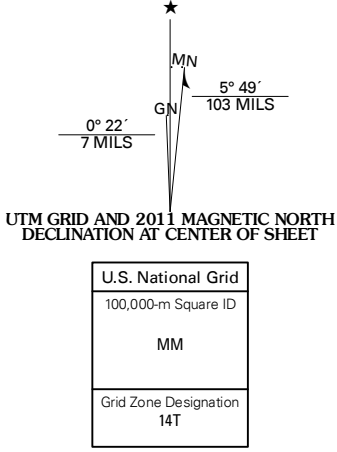 MN
5° 49´
103 MILS
GN
0° 22´
7 MILS
UTM GRID AND 2011 MAGNETIC NORTH
DECLINATION AT CENTER OF SHEET
U.S. National Grid
100,000-m Square ID
MM
Grid Zone Designation
14T